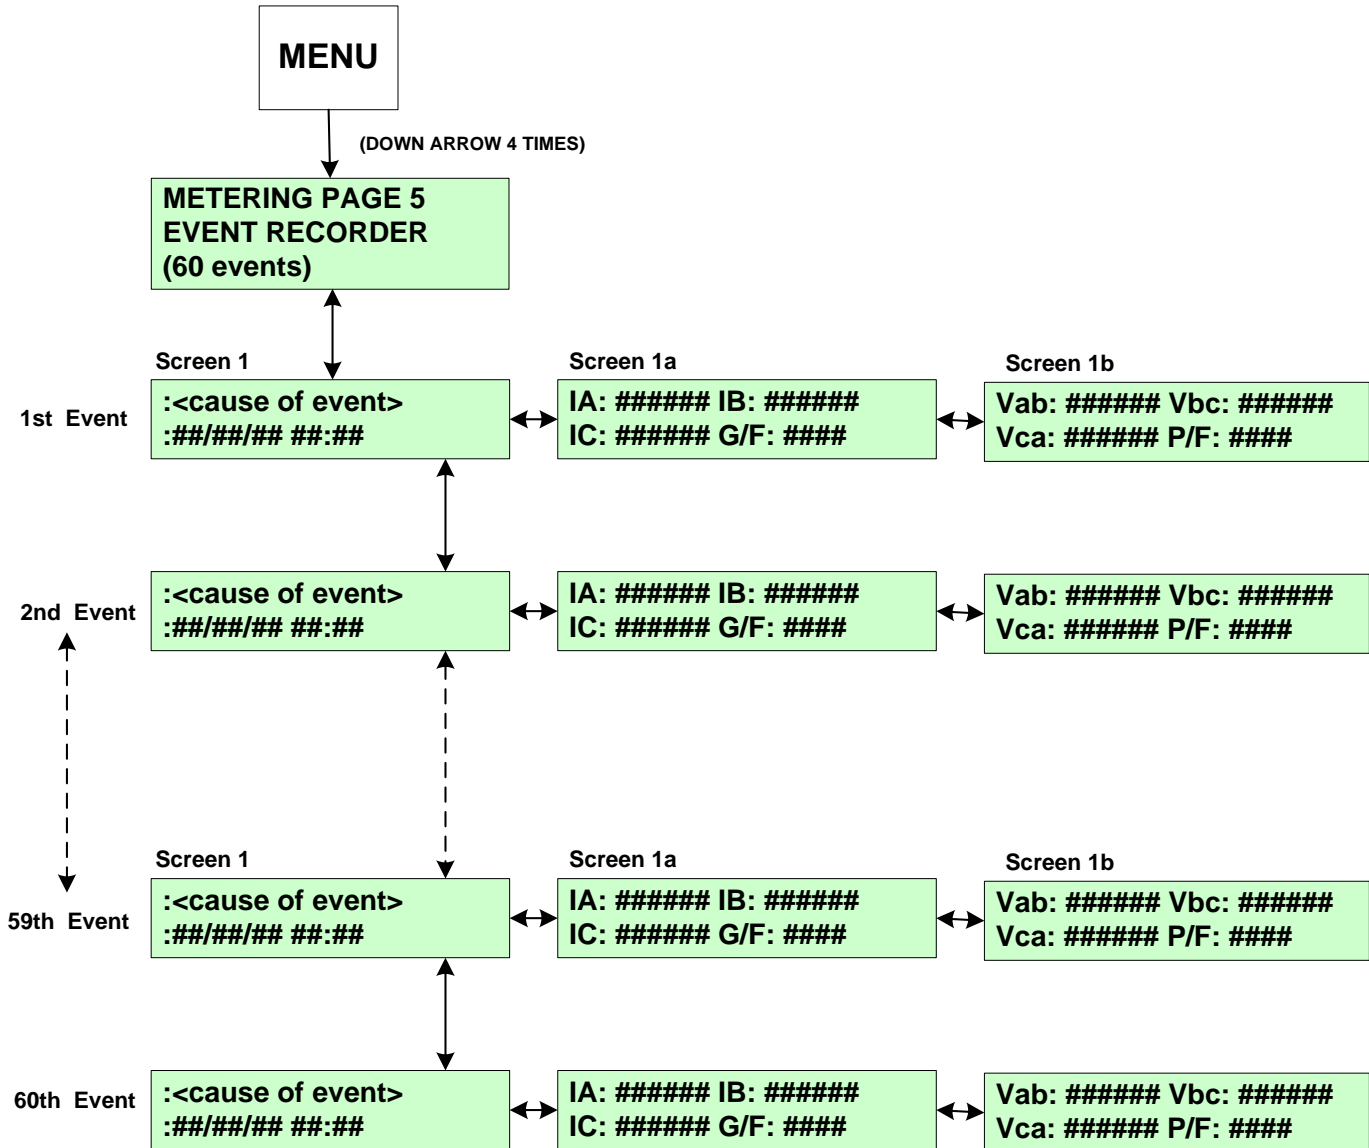 MENU
(DOWN ARROW 4 TIMES)
METERING PAGE 5
EVENT RECORDER
(60 events)
Screen 1
Screen 1a
Screen 1b
1st Event
:<cause of event>
:##/##/## ##:##
IA: ###### IB: ######
IC: ###### G/F: ####
Vab: ###### Vbc: ######
Vca: ###### P/F: ####
2nd Event
:<cause of event>
:##/##/## ##:##
IA: ###### IB: ######
IC: ###### G/F: ####
Vab: ###### Vbc: ######
Vca: ###### P/F: ####
Screen 1
Screen 1a
Screen 1b
59th Event
:<cause of event>
:##/##/## ##:##
IA: ###### IB: ######
IC: ###### G/F: ####
Vab: ###### Vbc: ######
Vca: ###### P/F: ####
60th Event
:<cause of event>
:##/##/## ##:##
IA: ###### IB: ######
IC: ###### G/F: ####
Vab: ###### Vbc: ######
Vca: ###### P/F: ####